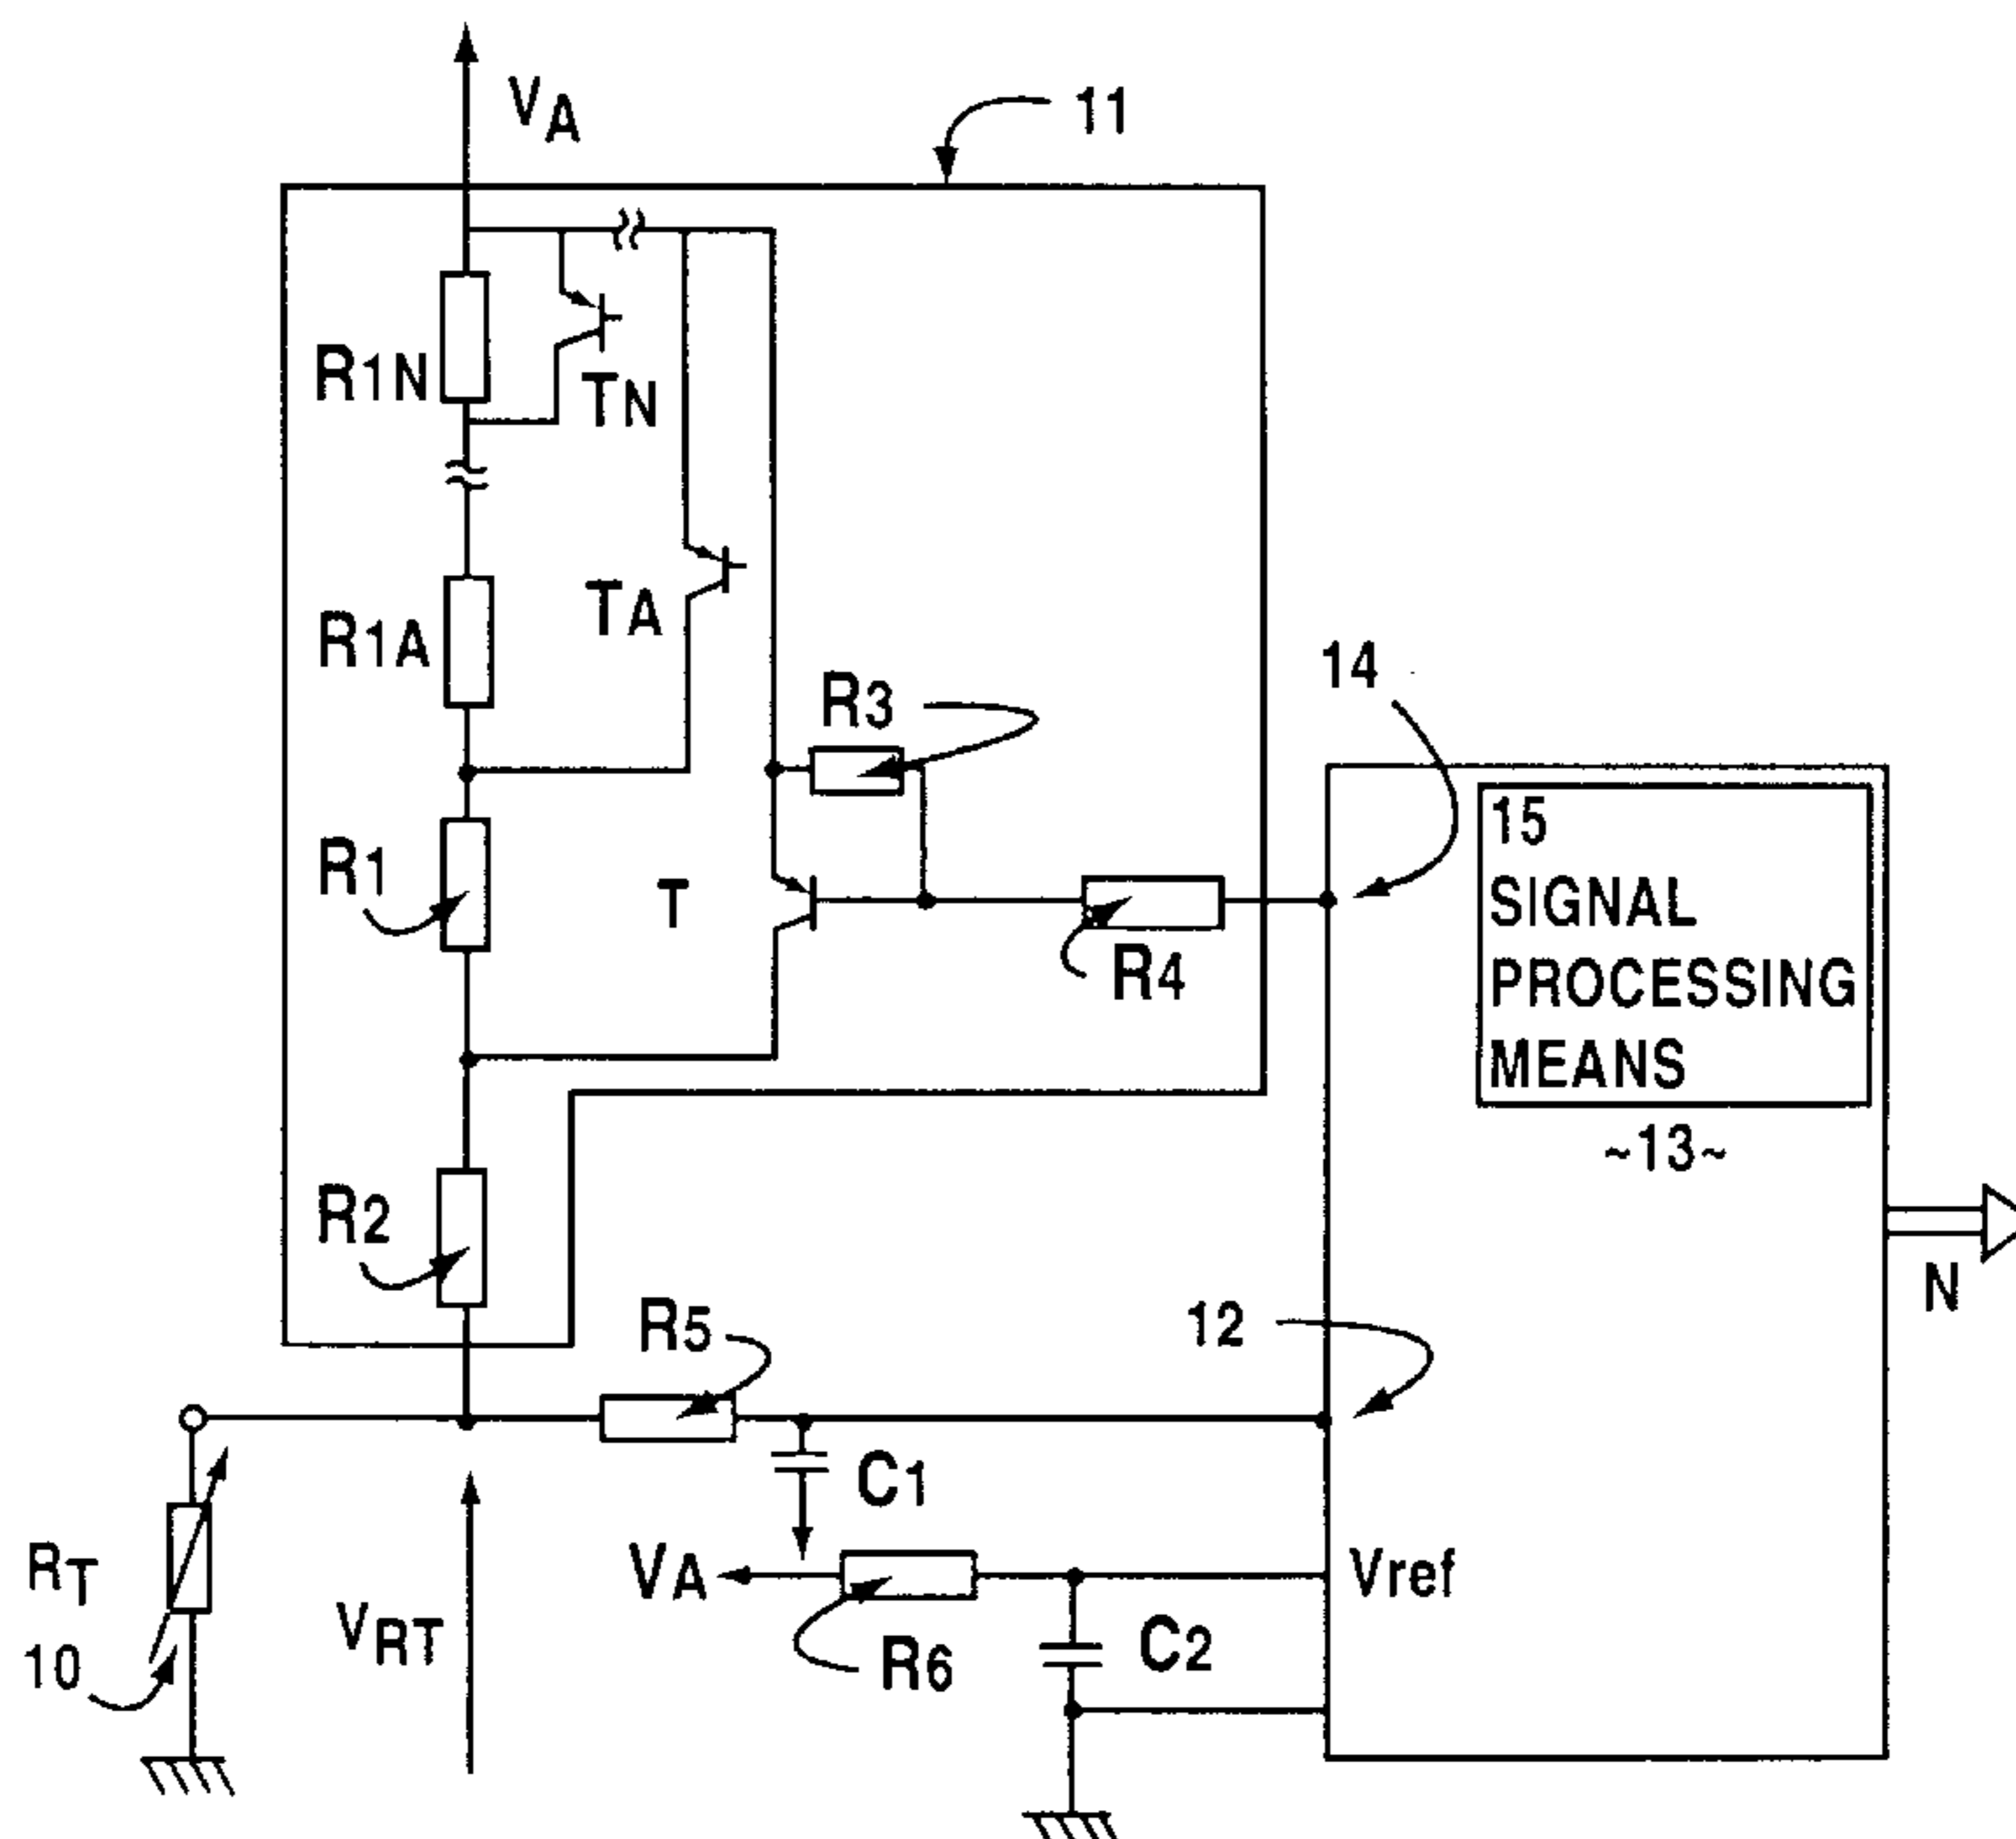 VA
11
R1N
TN
TA
R1A
R3
14
R1
T
R4
15
SIGNAL
PROCESSING
MEANS
~13~
R2
N
R5
12
C1
RT
VA
Vref
VRT
10
R6
C2